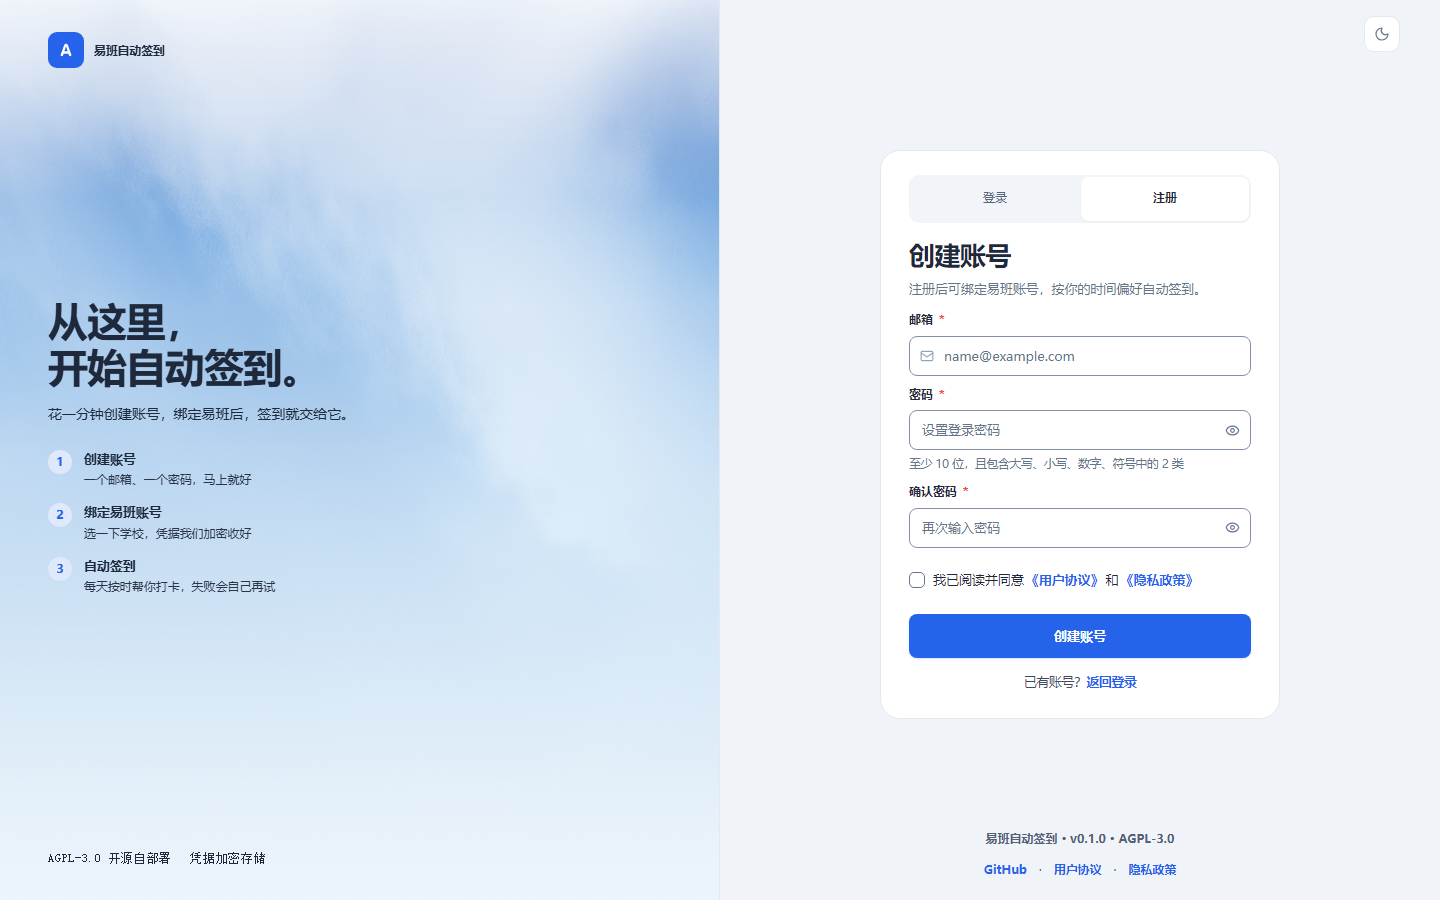 A 易班自动签到
从这里，
开始自动签到。
花一分钟创建账号，绑定易班后，签到就交给它。
1 创建账号
一个邮箱、一个密码，马上就好
2 绑定易班账号
选一下学校，凭据我们加密收好
3 自动签到
每天按时帮你打卡，失败会自己再试
AGPL-3.0 开源自部署 凭据加密存储
登录 注册
创建账号
注册后可绑定易班账号，按你的时间偏好自动签到。
邮箱 *
name@example.com
密码 *
设置登录密码
至少 10 位，且包含大写、小写、数字、符号中的 2 类
确认密码 *
再次输入密码
我已阅读并同意《用户协议》和《隐私政策》
创建账号
已有账号？返回登录
易班自动签到 • v0.1.0 • AGPL-3.0
GitHub · 用户协议 · 隐私政策